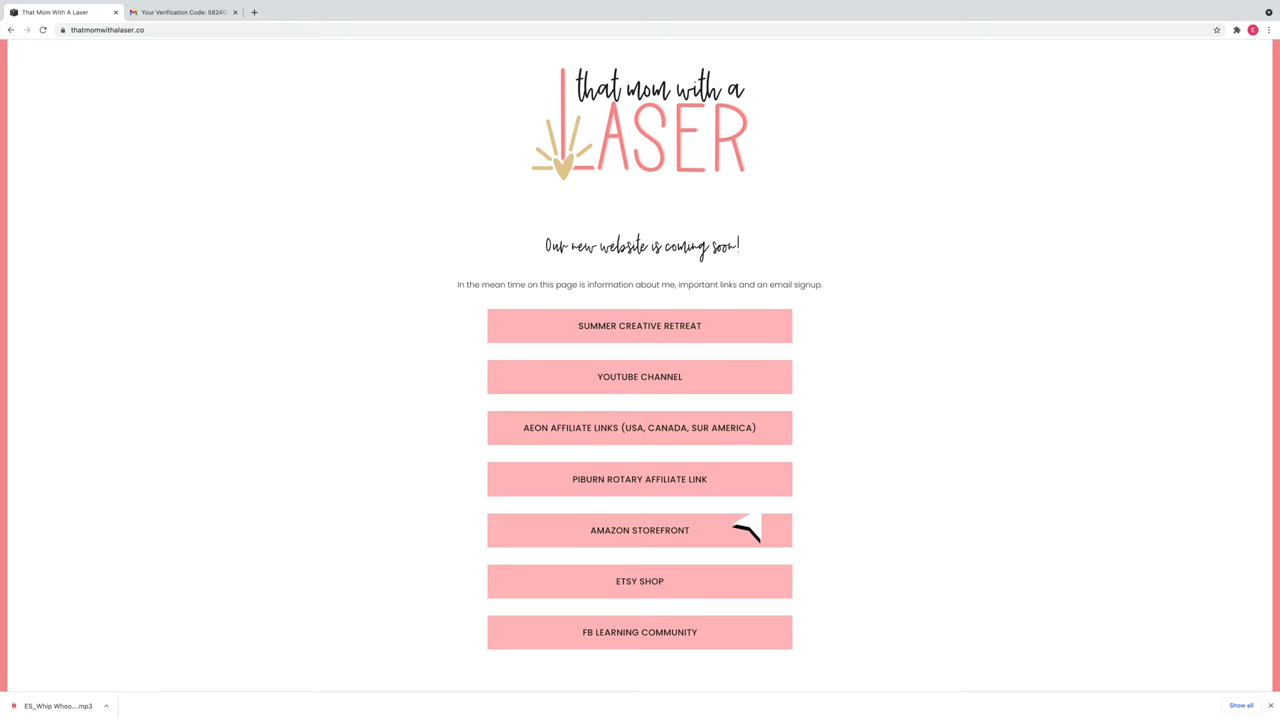 That Mom With A Laser
Your Verification Code: 58240
thatmomwithalaser.co
E
that mom with a
LASER
Our new website is coming soon!
In the mean time on this page is information about me, important links and an email signup.
SUMMER CREATIVE RETREAT
YOUTUBE CHANNEL
AEON AFFILIATE LINKS (USA, CANADA, SUR AMERICA)
PIBURN ROTARY AFFILIATE LINK
AMAZON STOREFRONT
ETSY SHOP
FB LEARNING COMMUNITY
ES_Whip Whoo....mp3
Show all